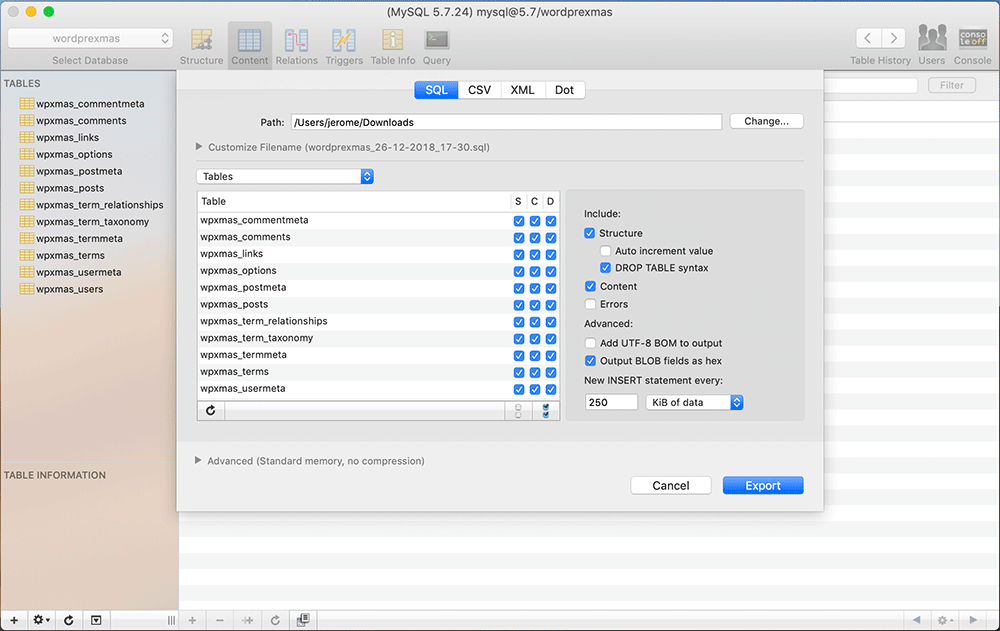 (MySQL 5.7.24) mysql@5.7/wordprexmas
wordprexmas
Select Database
Structure Content Relations Triggers Table Info Query
Table History Users Console
conso
le off
TABLES
wpxmas_commentmeta
wpxmas_comments
wpxmas_links
wpxmas_options
wpxmas_postmeta
wpxmas_posts
wpxmas_term_relationships
wpxmas_term_taxonomy
wpxmas_termmeta
wpxmas_terms
wpxmas_usermeta
wpxmas_users
TABLE INFORMATION
Filter
SQL CSV XML Dot
Path: /Users/jerome/Downloads Change...
Customize Filename (wordprexmas_26-12-2018_17-30.sql)
Tables
Table S C D
wpxmas_commentmeta
wpxmas_comments
wpxmas_links
wpxmas_options
wpxmas_postmeta
wpxmas_posts
wpxmas_term_relationships
wpxmas_term_taxonomy
wpxmas_termmeta
wpxmas_terms
wpxmas_usermeta
Include:
Structure
Auto increment value
DROP TABLE syntax
Content
Errors
Advanced:
Add UTF-8 BOM to output
Output BLOB fields as hex
New INSERT statement every:
250 KiB of data
Advanced (Standard memory, no compression)
Cancel Export